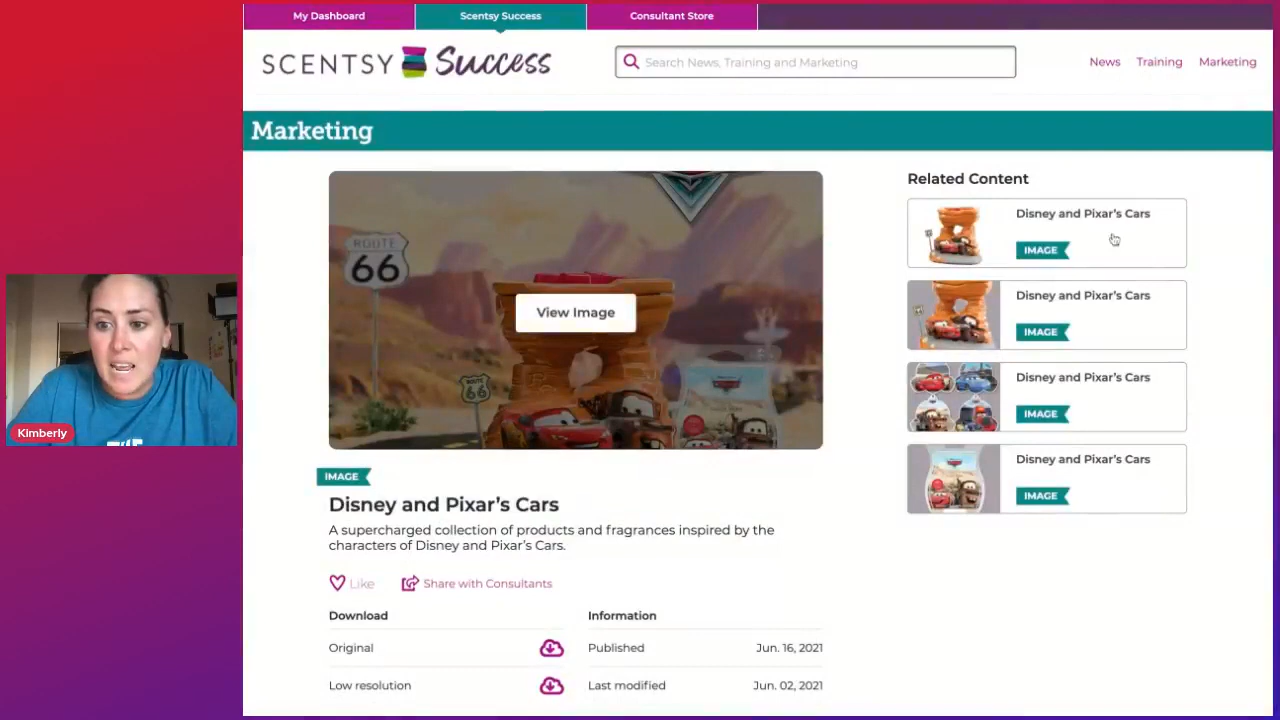 My Dashboard
Scentsy Success
Consultant Store
SCENTSY Success
Search News, Training and Marketing
News
Training
Marketing
Marketing
ROUTE
66
ROUTE
66
View Image
IMAGE
Disney and Pixar's Cars
A supercharged collection of products and fragrances inspired by the
characters of Disney and Pixar's Cars.
Like
Share with Consultants
Download
Information
Original
Published
Jun. 16, 2021
Low resolution
Last modified
Jun. 02, 2021
Related Content
Disney and Pixar's Cars
IMAGE
Disney and Pixar's Cars
IMAGE
Disney and Pixar's Cars
IMAGE
Disney and Pixar's Cars
IMAGE
Kimberly